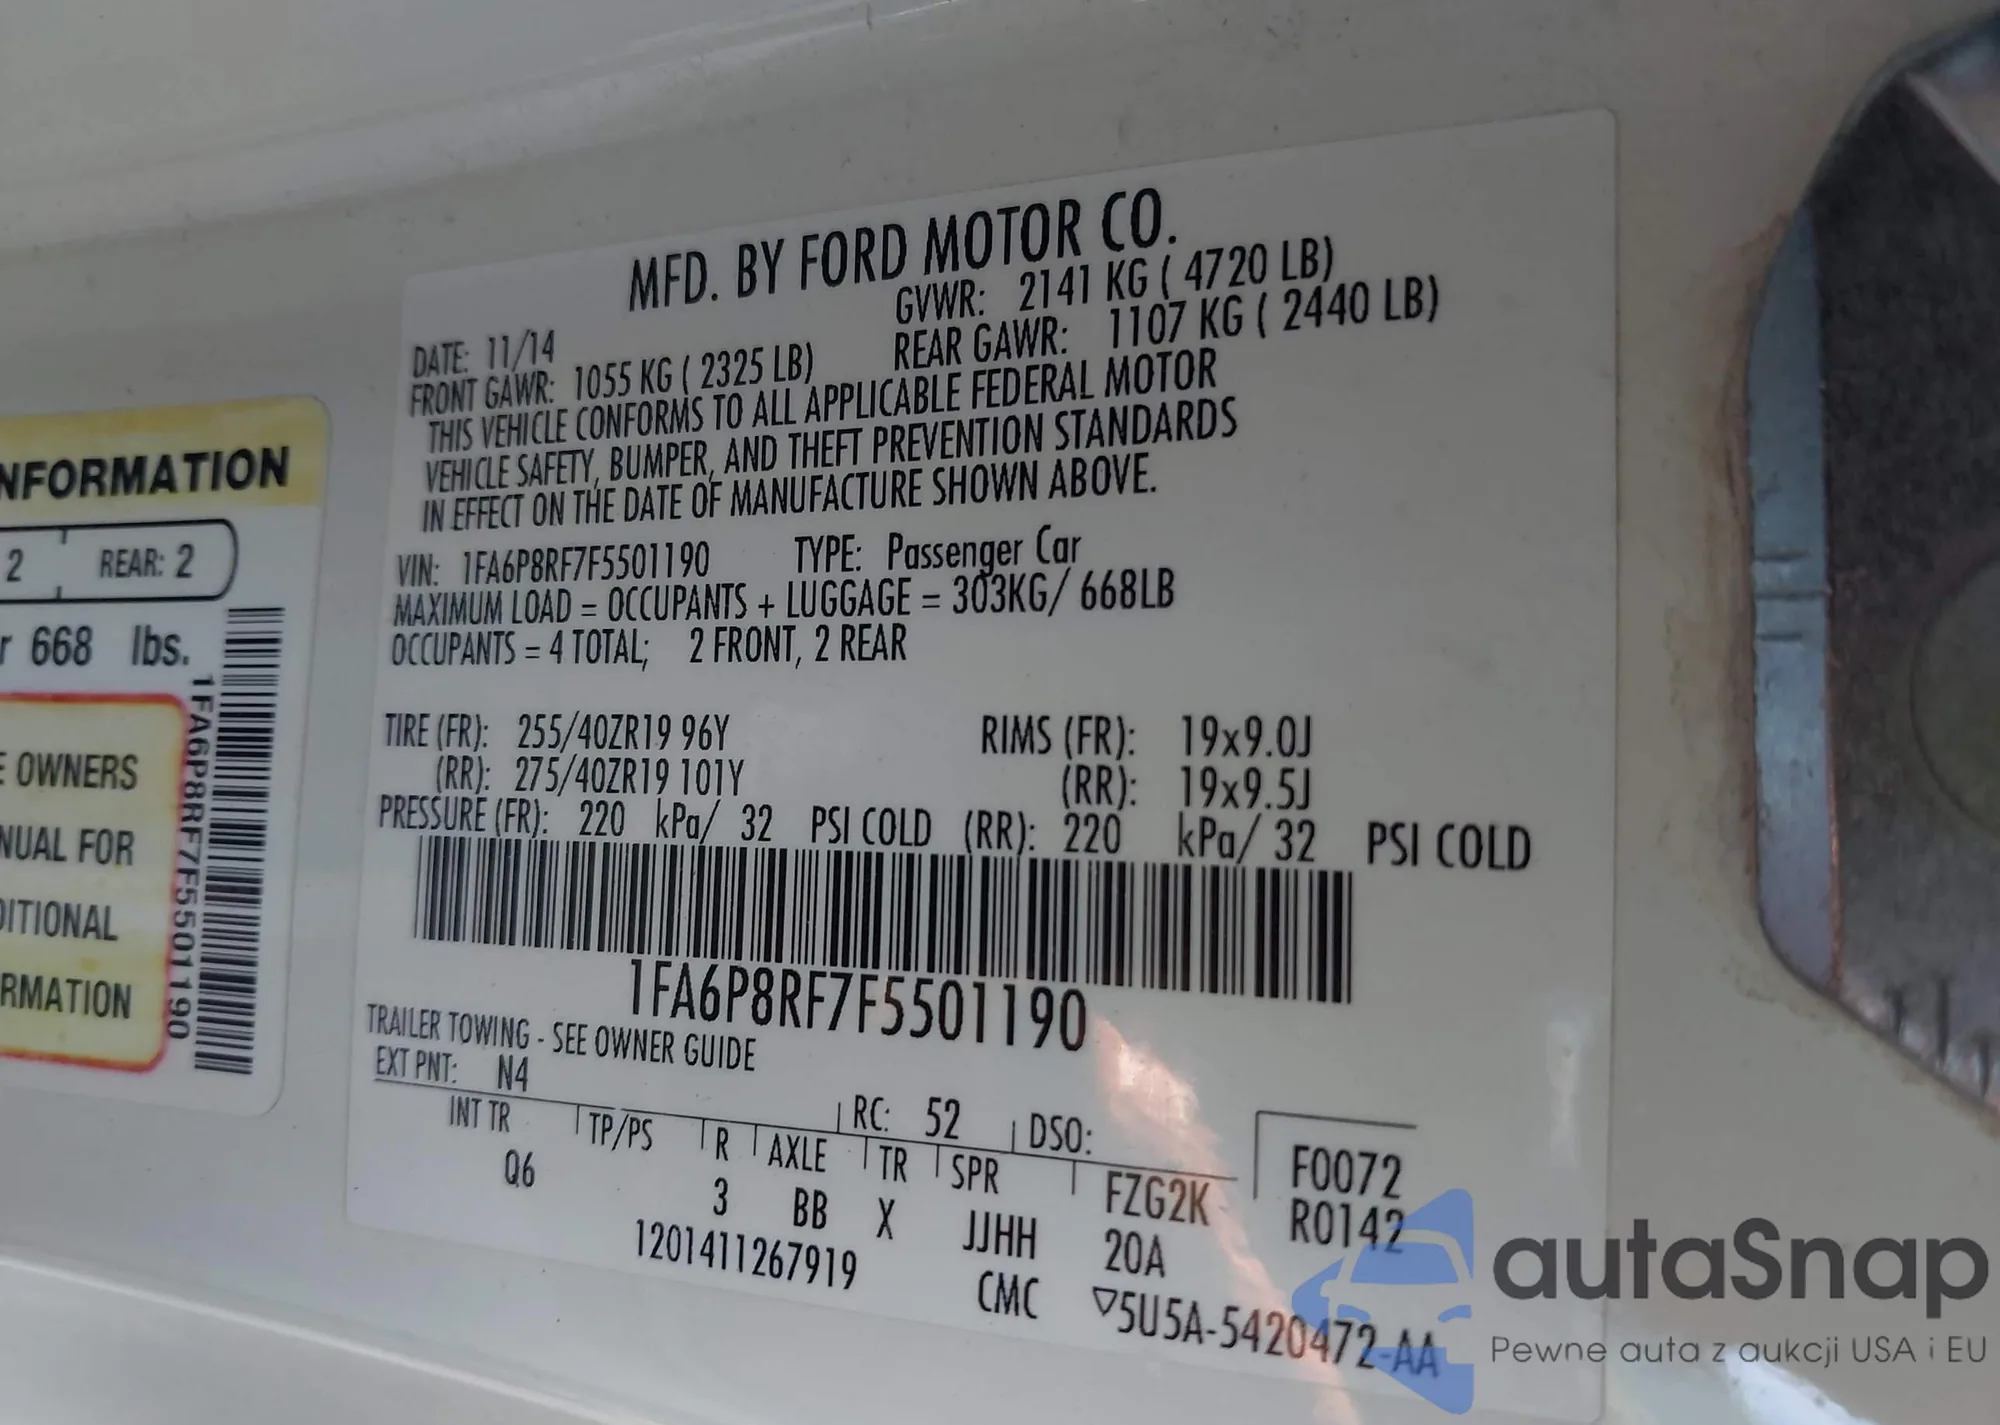 NFORMATION
2 REAR: 2
r 668 lbs.
E OWNERS
NUAL FOR
DITIONAL
RMATION
1FA6P8RF7F5501190
MFD. BY FORD MOTOR CO.
DATE: 11/14 GVWR: 2141 KG ( 4720 LB)
FRONT GAWR: 1055 KG ( 2325 LB) REAR GAWR: 1107 KG ( 2440 LB)
THIS VEHICLE CONFORMS TO ALL APPLICABLE FEDERAL MOTOR
VEHICLE SAFETY, BUMPER, AND THEFT PREVENTION STANDARDS
IN EFFECT ON THE DATE OF MANUFACTURE SHOWN ABOVE.
VIN: 1FA6P8RF7F5501190 TYPE: Passenger Car
MAXIMUM LOAD = OCCUPANTS + LUGGAGE = 303KG/ 668LB
OCCUPANTS = 4 TOTAL; 2 FRONT, 2 REAR
TIRE (FR): 255/40ZR19 96Y RIMS (FR): 19x9.0J
(RR): 275/40ZR19 101Y (RR): 19x9.5J
PRESSURE (FR): 220 kPa/ 32 PSI COLD (RR): 220 kPa/ 32 PSI COLD
1FA6P8RF7F5501190
TRAILER TOWING - SEE OWNER GUIDE
EXT PNT: N4 RC: 52 DSO: F0072
INT TR TP/PS R AXLE TR SPR FZG2K R0142
Q6 3 BB X JJHH 20A
1201411267919 CMC ▽5U5A-5420472-AA
autaSnap
Pewne auta z aukcji USA i EU